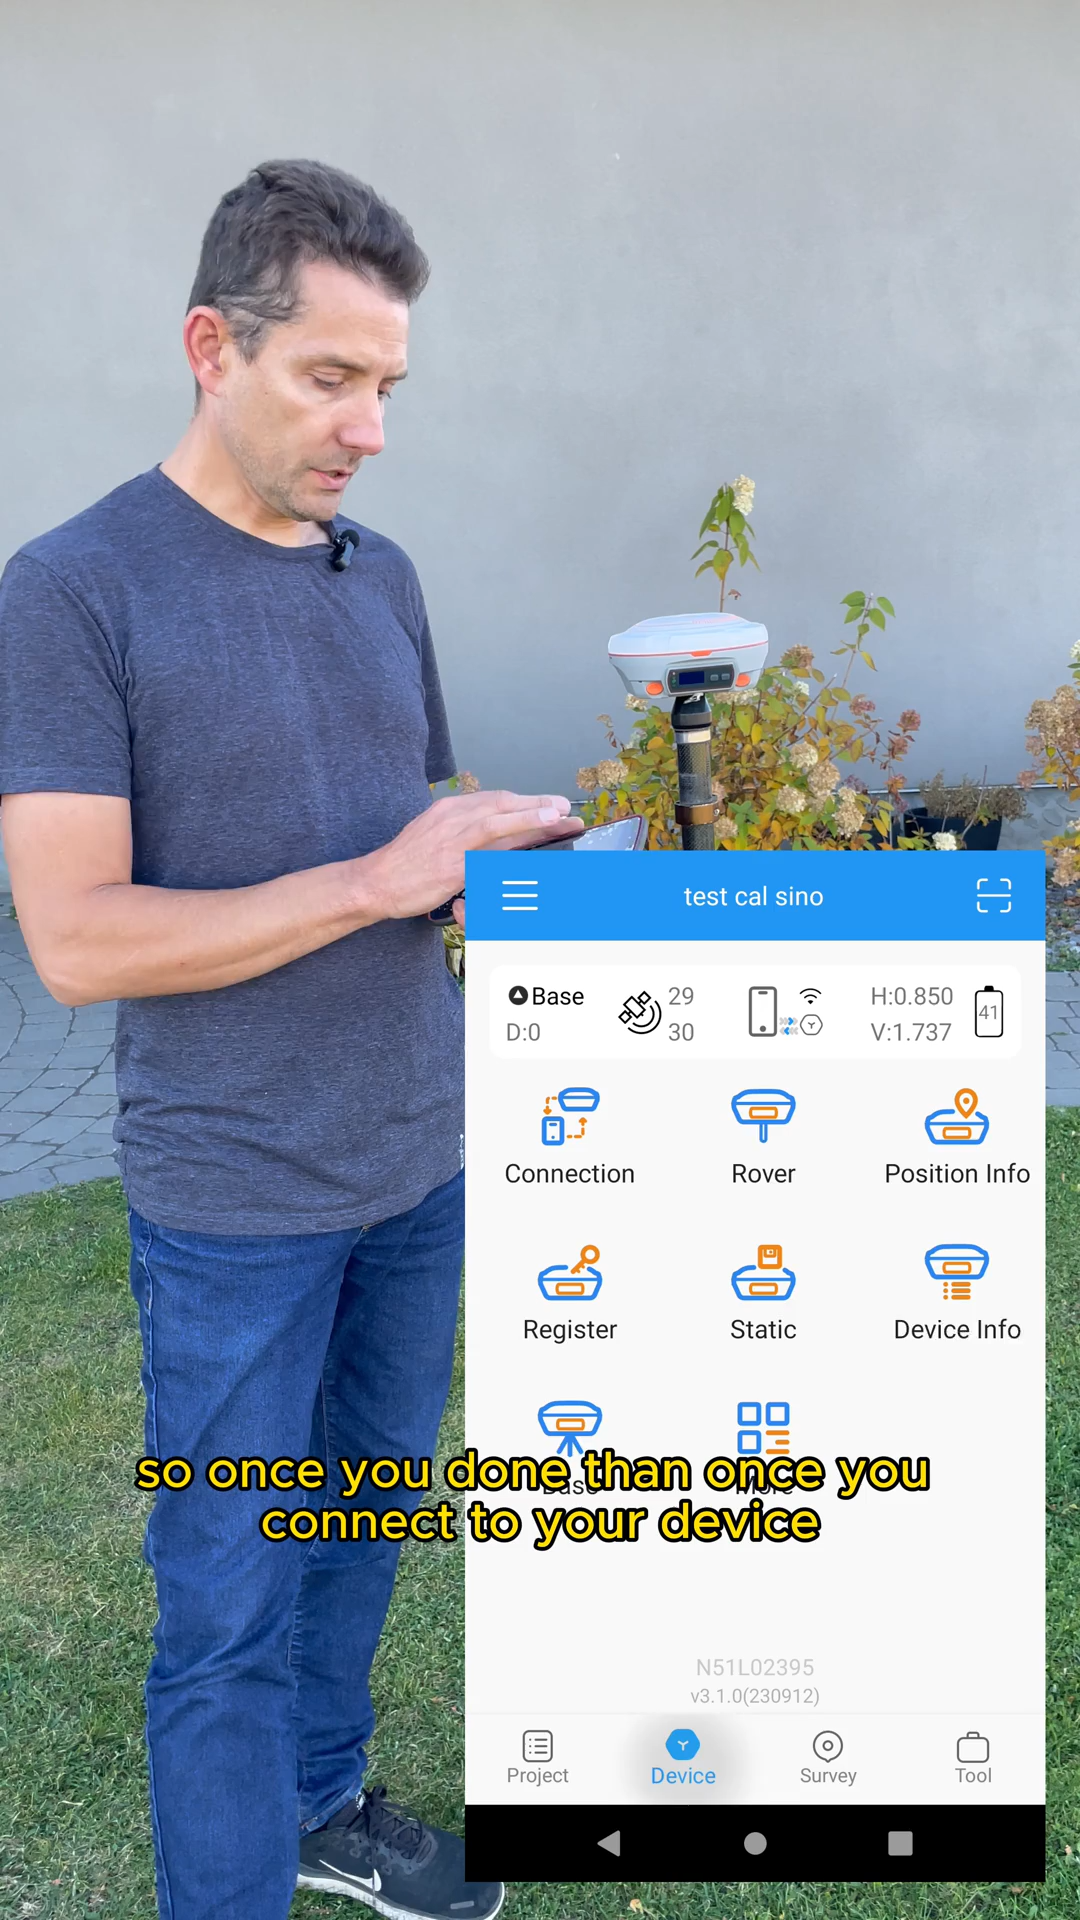 test cal sino
Base
D:0
29
30
H:0.850
V:1.737
41
Connection
Rover
Position Info
Register
Static
Device Info
Base
More
so once you done than once you
connect to your device
N51L02395
v3.1.0(230912)
Project
Device
Survey
Tool